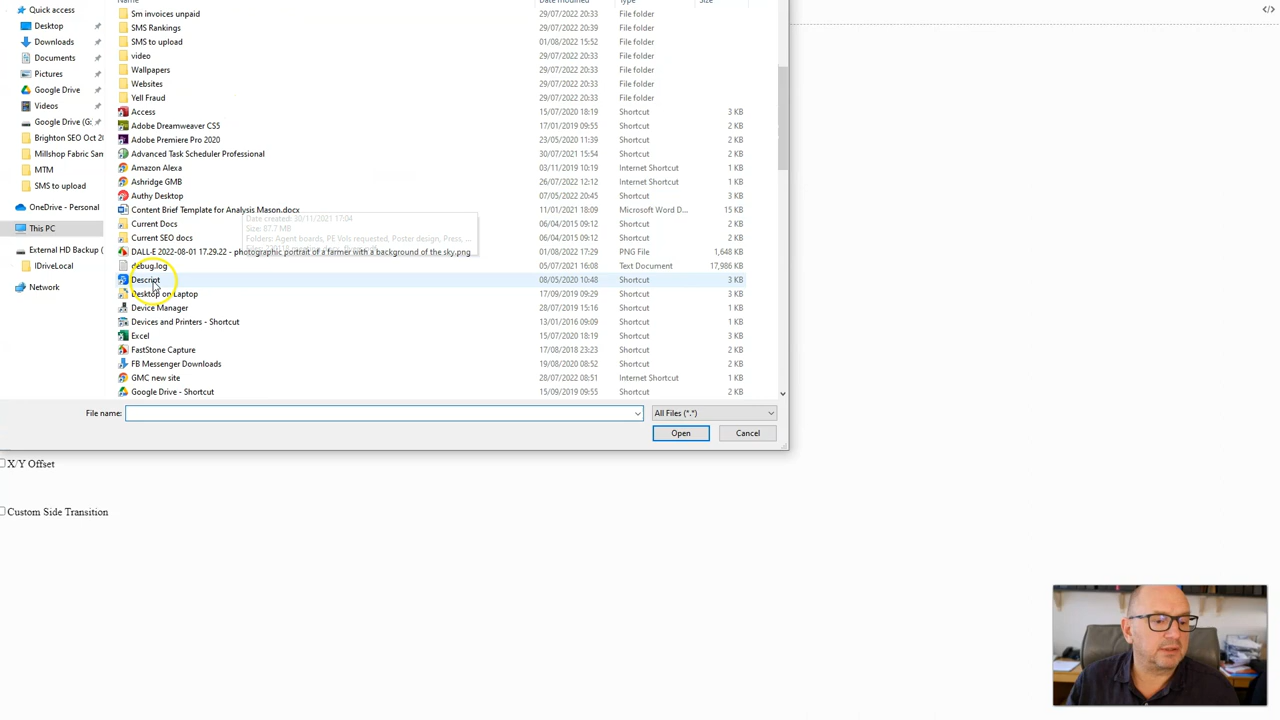 Quick access
Desktop
Downloads
Documents
Pictures
Google Drive
Videos
Google Drive (G:
Brighton SEO Oct 20
Millshop Fabric Sam
MTM
SMS to upload
OneDrive - Personal
This PC
External HD Backup (
IDriveLocal
Network
Name Type Size
Sm invoices unpaid 29/07/2022 20:33 File folder
SMS Rankings 29/07/2022 20:39 File folder
SMS to upload 01/08/2022 15:52 File folder
video 29/07/2022 20:33 File folder
Wallpapers 29/07/2022 20:33 File folder
Websites 29/07/2022 20:33 File folder
Yell Fraud 29/07/2022 20:33 File folder
Access 15/07/2020 18:19 Shortcut 3 KB
Adobe Dreamweaver CS5 17/01/2019 09:55 Shortcut 2 KB
Adobe Premiere Pro 2020 23/05/2020 11:39 Shortcut 2 KB
Advanced Task Scheduler Professional 30/07/2021 15:54 Shortcut 2 KB
Amazon Alexa 03/11/2019 10:19 Internet Shortcut 1 KB
Ashridge GMB 26/07/2022 12:12 Internet Shortcut 1 KB
Authy Desktop 07/05/2022 20:45 Shortcut 3 KB
Content Brief Template for Analysis Mason.docx 11/01/2021 18:09 Microsoft Word D... 15 KB
Current Docs 06/04/2015 09:12 Shortcut 2 KB
Current SEO docs 06/04/2015 09:12 Shortcut 2 KB
DALL·E 2022-08-01 17.29.22 - photographic portrait of a farmer with a background of the sky.png 01/08/2022 17:29 PNG File 1,648 KB
debug.log 05/07/2021 16:08 Text Document 17,986 KB
Descript 08/05/2020 10:48 Shortcut 3 KB
Desktop on Laptop 17/09/2019 09:29 Shortcut 3 KB
Device Manager 28/07/2019 15:16 Shortcut 1 KB
Devices and Printers - Shortcut 13/01/2016 09:09 Shortcut 1 KB
Excel 15/07/2020 18:19 Shortcut 3 KB
FastStone Capture 17/08/2018 23:23 Shortcut 2 KB
FB Messenger Downloads 19/08/2020 08:52 Shortcut 2 KB
GMC new site 28/07/2022 08:51 Internet Shortcut 1 KB
Google Drive - Shortcut 15/09/2019 09:55 Shortcut 2 KB
Date created: 30/11/2021 17:04
Size: 87.7 MB
Folders: Agent boards, PE Vols requested, Poster design, Press, ...
File name: All Files (*.*)
Open Cancel
X/Y Offset
Custom Side Transition